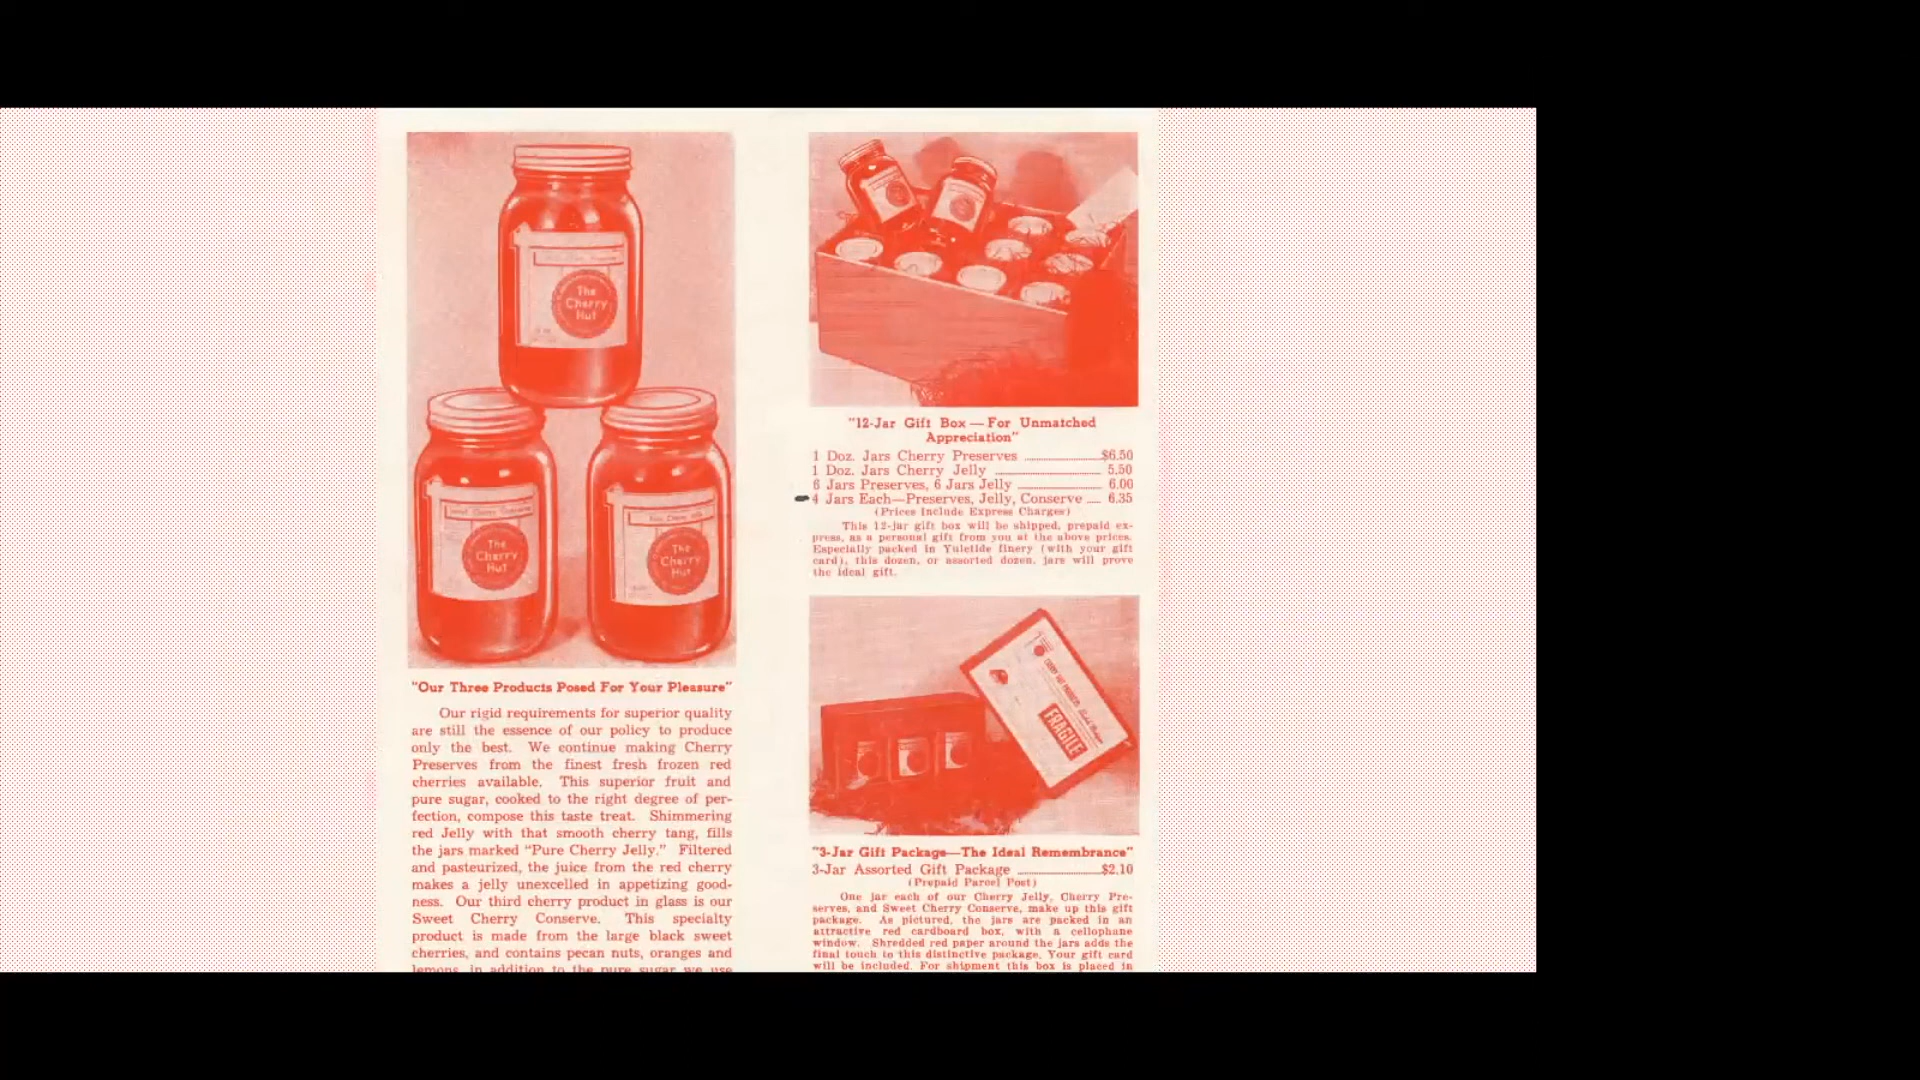 The
Cherry
Hut
The
Cherry
Hut
The
Cherry
Hut
"Our Three Products Posed For Your Pleasure"
Our rigid requirements for superior quality
are still the essence of our policy to produce
only the best. We continue making Cherry
Preserves from the finest fresh frozen red
cherries available. This superior fruit and
pure sugar, cooked to the right degree of per-
fection, compose this taste treat. Shimmering
red Jelly with that smooth cherry tang, fills
the jars marked "Pure Cherry Jelly." Filtered
and pasteurized, the juice from the red cherry
makes a jelly unexcelled in appetizing good-
ness. Our third cherry product in glass is our
Sweet Cherry Conserve. This specialty
product is made from the large black sweet
cherries, and contains pecan nuts, oranges and
lemons, in addition to the pure sugar we use
"12-Jar Gift Box — For Unmatched
Appreciation"
1 Doz. Jars Cherry Preserves $6.50
1 Doz. Jars Cherry Jelly 5.50
6 Jars Preserves, 6 Jars Jelly 6.00
4 Jars Each—Preserves, Jelly, Conserve 6.35
(Prices Include Express Charges)
This 12-jar gift box will be shipped, prepaid ex-
press, as a personal gift from you at the above prices.
Especially packed in Yuletide finery (with your gift
card), this dozen, or assorted dozen, jars will prove
the ideal gift.
FRAGILE
"3-Jar Gift Package—The Ideal Remembrance"
3-Jar Assorted Gift Package $2.10
(Prepaid Parcel Post)
One jar each of our Cherry Jelly, Cherry Pre-
serves, and Sweet Cherry Conserve, make up this gift
package. As pictured, the jars are packed in an
attractive red cardboard box, with a cellophane
window. Shredded red paper around the jars adds the
final touch to this distinctive package. Your gift card
will be included. For shipment this box is placed in